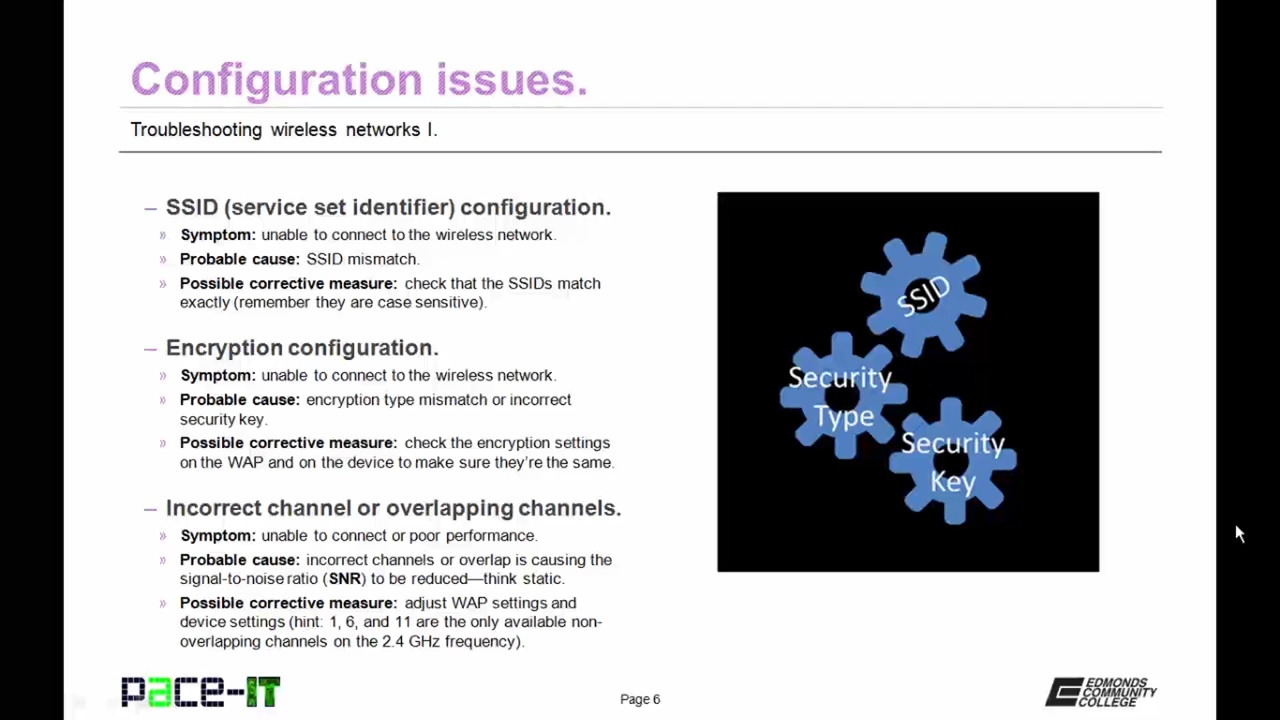 Configuration issues.
Troubleshooting wireless networks I.
– SSID (service set identifier) configuration.
» Symptom: unable to connect to the wireless network.
» Probable cause: SSID mismatch.
» Possible corrective measure: check that the SSIDs match
exactly (remember they are case sensitive).
– Encryption configuration.
» Symptom: unable to connect to the wireless network.
» Probable cause: encryption type mismatch or incorrect
security key.
» Possible corrective measure: check the encryption settings
on the WAP and on the device to make sure they're the same.
– Incorrect channel or overlapping channels.
» Symptom: unable to connect or poor performance.
» Probable cause: incorrect channels or overlap is causing the
signal-to-noise ratio (SNR) to be reduced—think static.
» Possible corrective measure: adjust WAP settings and
device settings (hint: 1, 6, and 11 are the only available non-
overlapping channels on the 2.4 GHz frequency).
SSID
Security
Type
Security
Key
pace-IT
Page 6
EDMONDS
COMMUNITY
COLLEGE